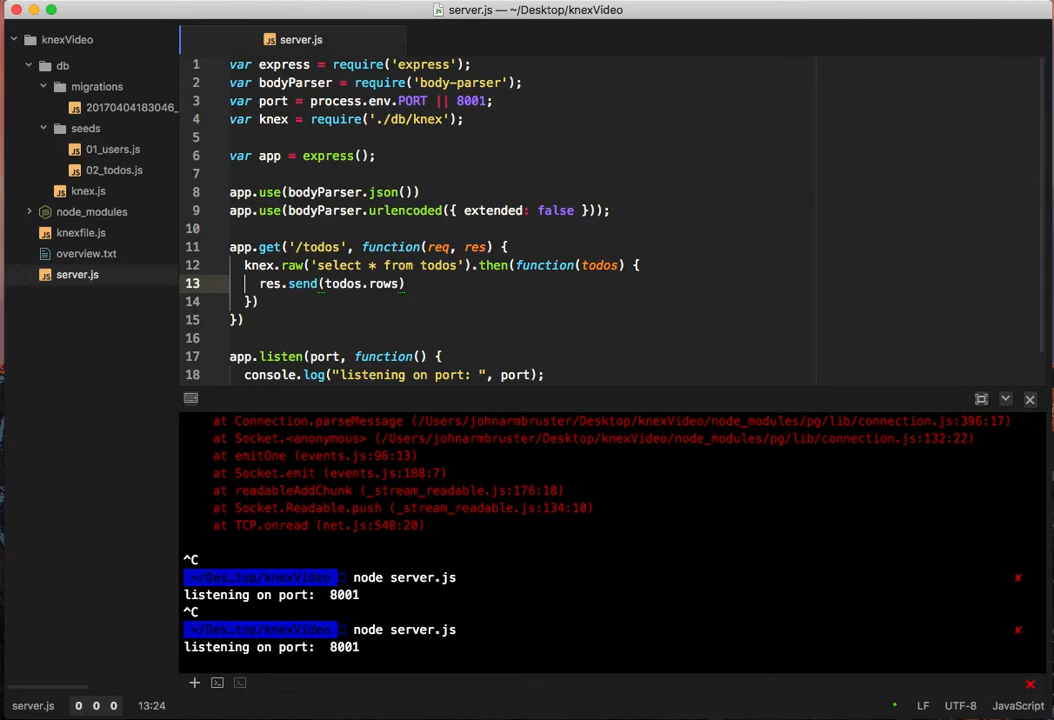 server.js — ~/Desktop/knexVideo
knexVideo
db
migrations
20170404183046_
seeds
01_users.js
02_todos.js
knex.js
node_modules
knexfile.js
overview.txt
server.js
server.js
1 var express = require('express');
2 var bodyParser = require('body-parser');
3 var port = process.env.PORT || 8001;
4 var knex = require('./db/knex');
5
6 var app = express();
7
8 app.use(bodyParser.json())
9 app.use(bodyParser.urlencoded({ extended: false }));
10
11 app.get('/todos', function(req, res) {
12 knex.raw('select * from todos').then(function(todos) {
13 res.send(todos.rows)
14 })
15 })
16
17 app.listen(port, function() {
18 console.log("listening on port: ", port);
at Connection.parseMessage (/Users/johnarmbruster/Desktop/knexVideo/node_modules/pg/lib/connection.js:396:17)
at Socket.<anonymous> (/Users/johnarmbruster/Desktop/knexVideo/node_modules/pg/lib/connection.js:132:22)
at emitOne (events.js:96:13)
at Socket.emit (events.js:188:7)
at readableAddChunk (_stream_readable.js:176:18)
at Socket.Readable.push (_stream_readable.js:134:10)
at TCP.onread (net.js:548:20)
^C
~/Des…top/knexVideo node server.js ✘
listening on port: 8001
^C
~/Des…top/knexVideo node server.js ✘
listening on port: 8001
server.js 0 0 0 13:24 LF UTF-8 JavaScript